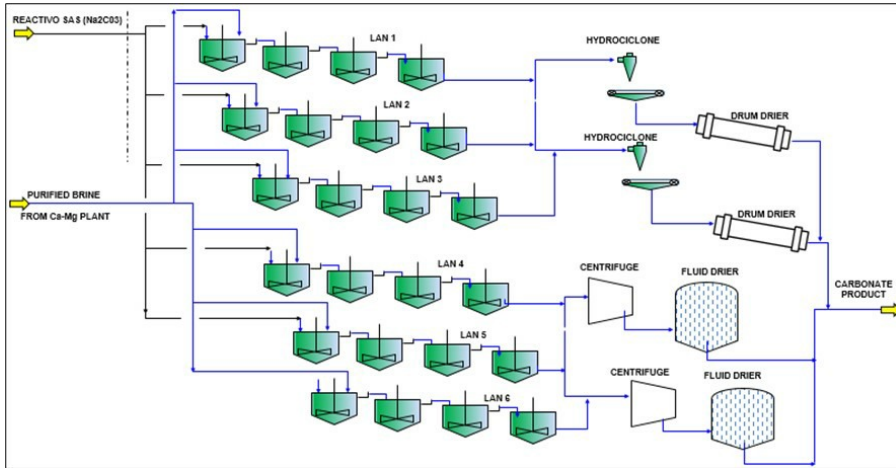 REACTIVO SAS (Na2C03)
LAN 1
HYDROCICLONE
LAN 2
DRUM DRIER
HYDROCICLONE
LAN 3
PURIFIED BRINE
FROM Ca-Mg PLANT
DRUM DRIER
LAN 4
CENTRIFUGE
FLUID DRIER
CARBONATE
PRODUCT
LAN 5
CENTRIFUGE
FLUID DRIER
LAN 6